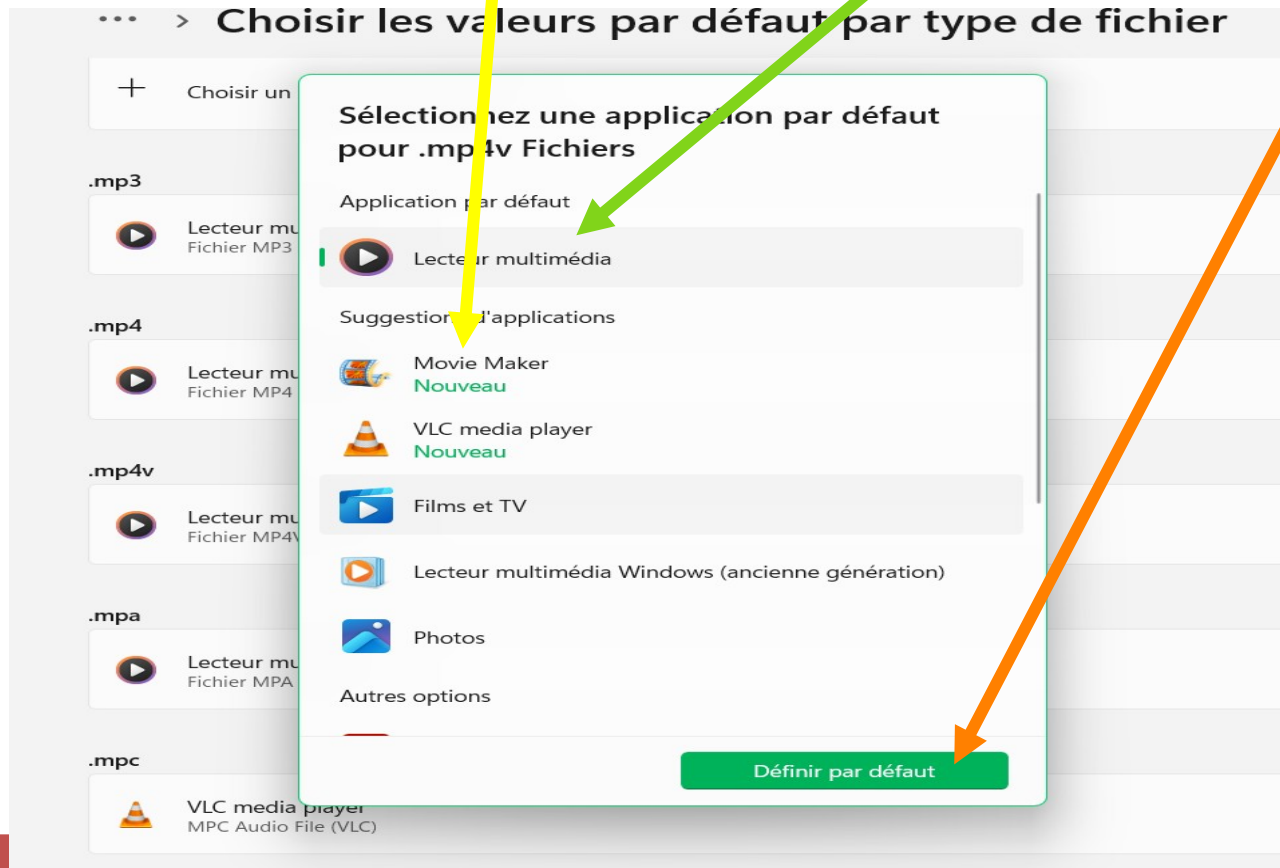 ... > Choisir les valeurs par défaut par type de fichier
Choisir un
Sélectionnez une application par défaut
pour .mp4v Fichiers
Application par défaut
Lecteur multimédia
Suggestions d'applications
Movie Maker
Nouveau
VLC media player
Nouveau
Films et TV
Lecteur multimédia Windows (ancienne génération)
Photos
Autres options
Définir par défaut
.mp3
Lecteur mu
Fichier MP3
.mp4
Lecteur mu
Fichier MP4
.mp4v
Lecteur mu
Fichier MP4V
.mpa
Lecteur mu
Fichier MPA
.mpc
VLC media player
MPC Audio File (VLC)